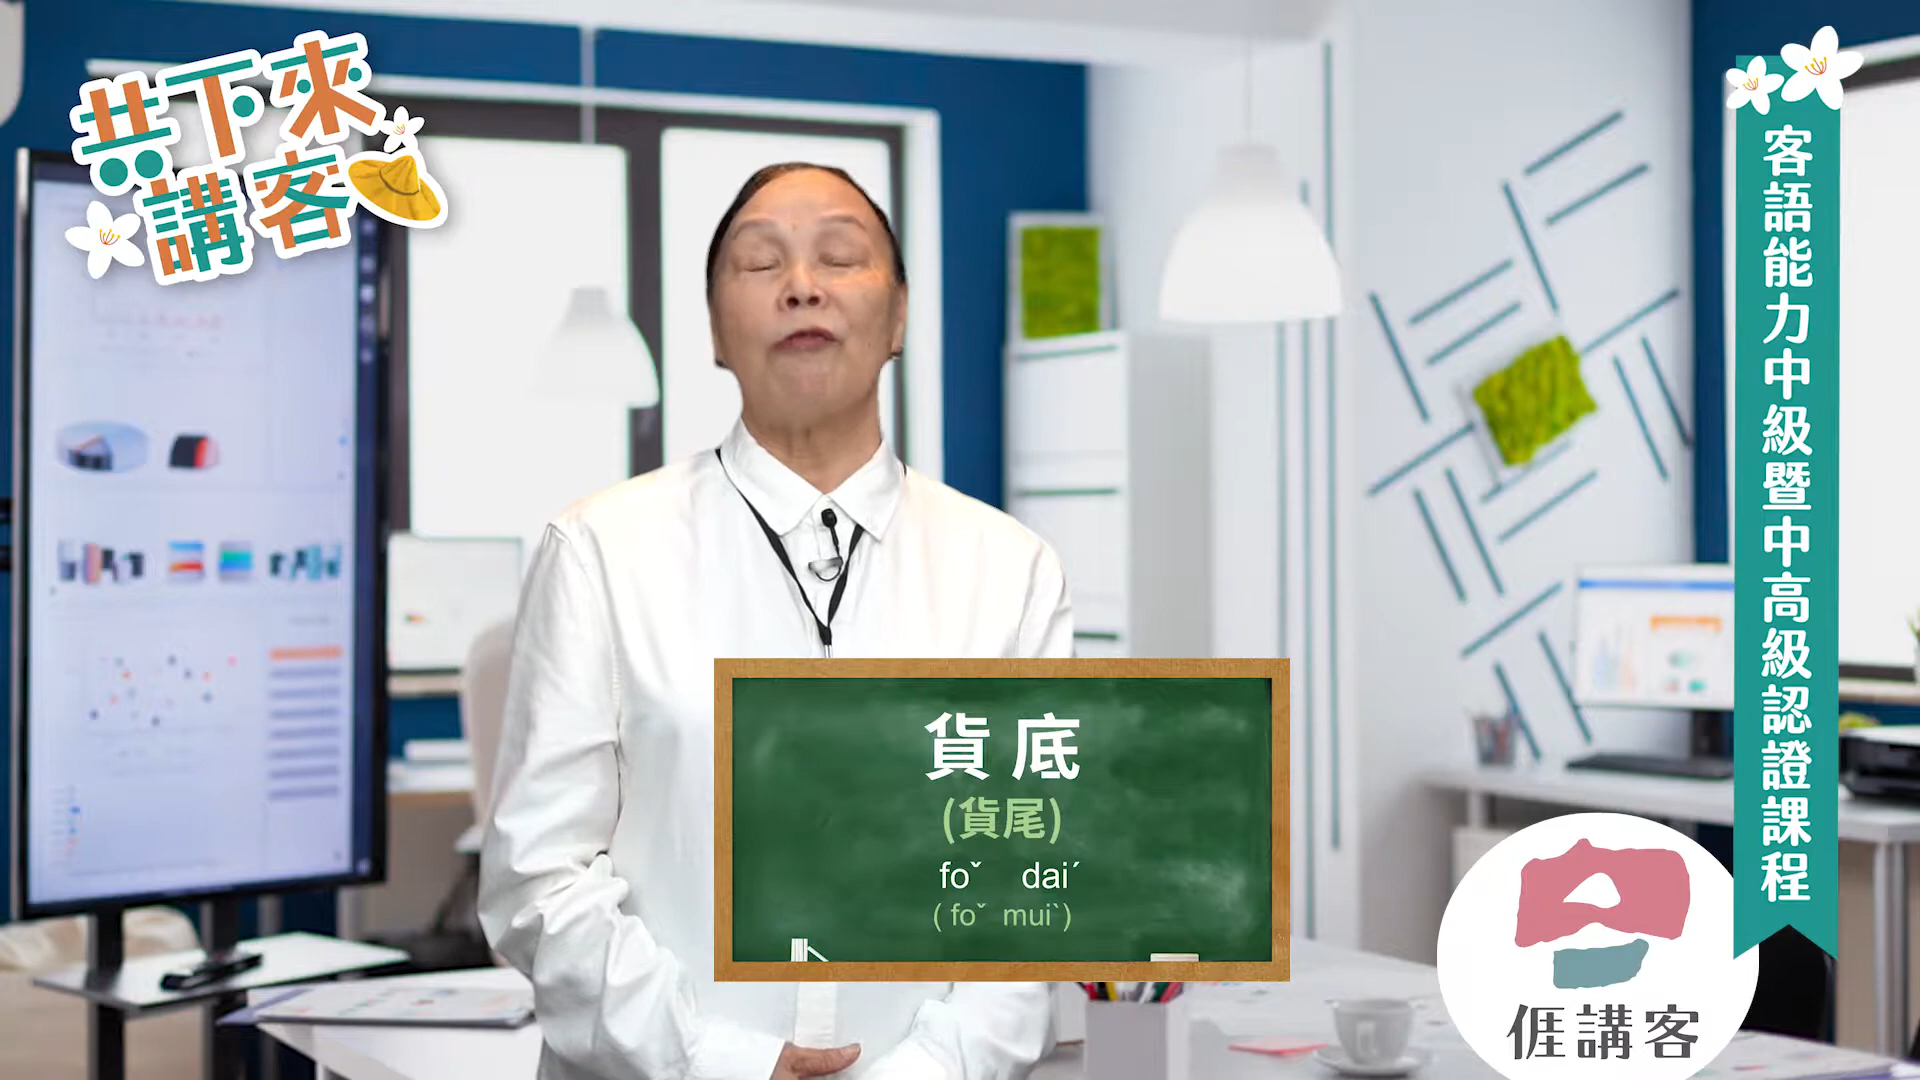 共下來
講客
客語能力中級暨中高級認證課程
貨底
(貨尾)
foˇ daiˊ
( foˇ muiˋ)
𠊎講客